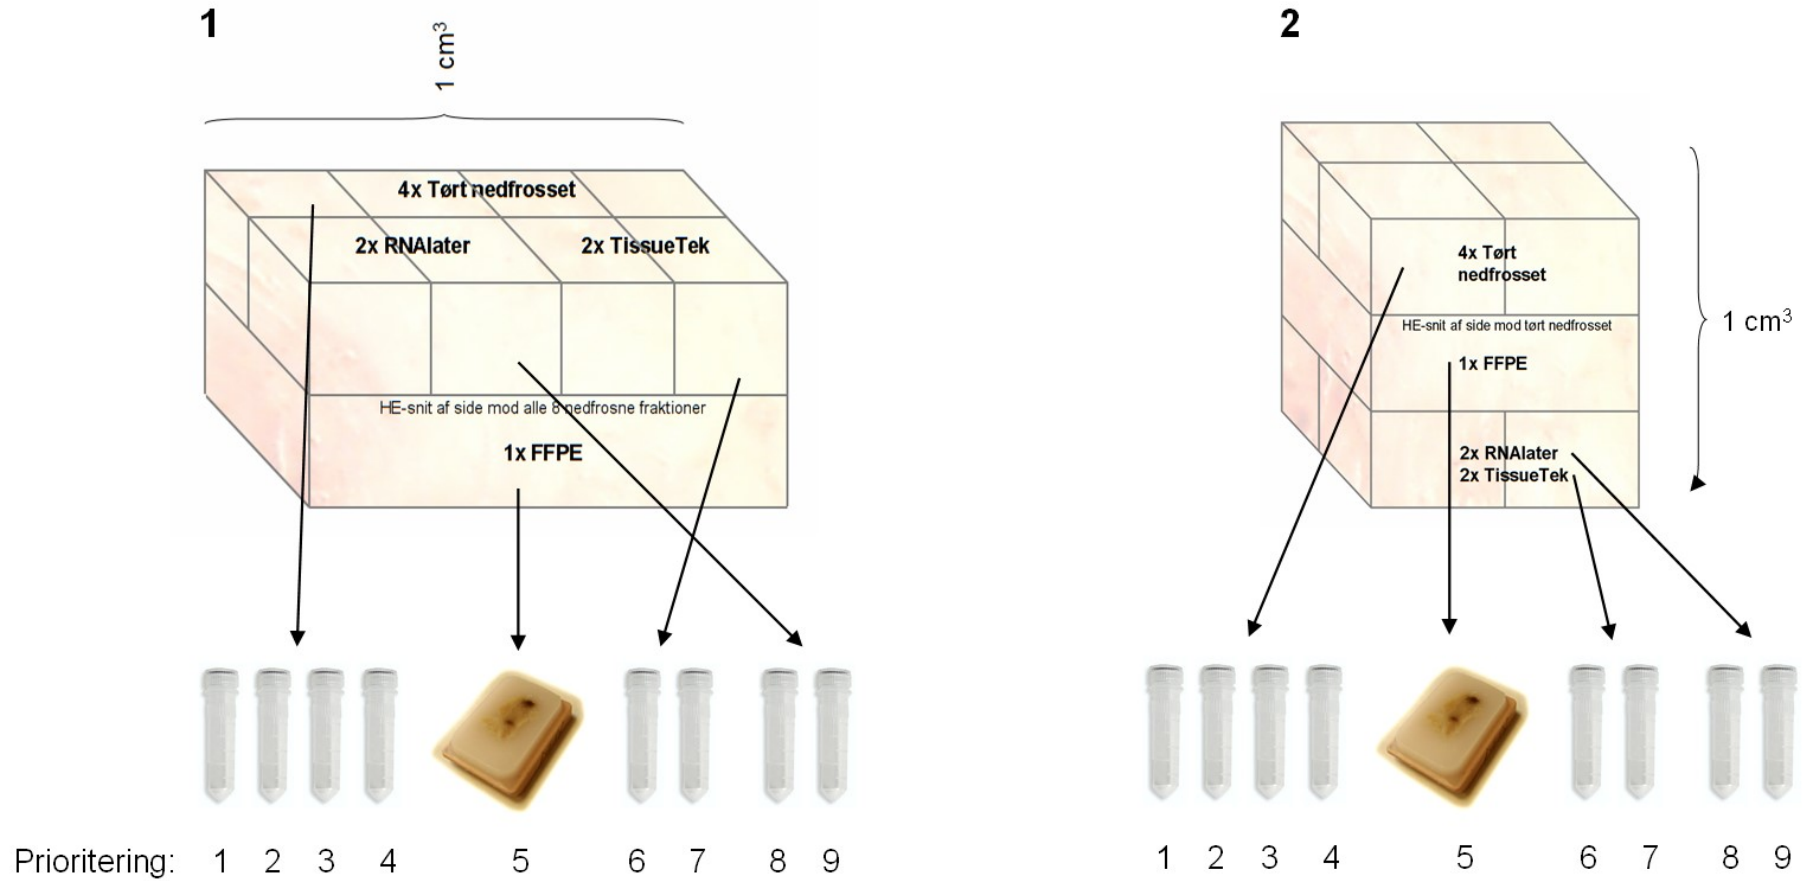 1
1 cm³
4x Tørt nedfrosset
2x RNAlater
2x TissueTek
HE-snit af side mod alle 8 nedfrosne fraktioner
1x FFPE
2
4x Tørt
nedfrosset
HE-snit af side mod tørt nedfrosset
1x FFPE
2x RNAlater
2x TissueTek
1 cm³
Prioritering: 1 2 3 4 5 6 7 8 9
1 2 3 4 5 6 7 8 9